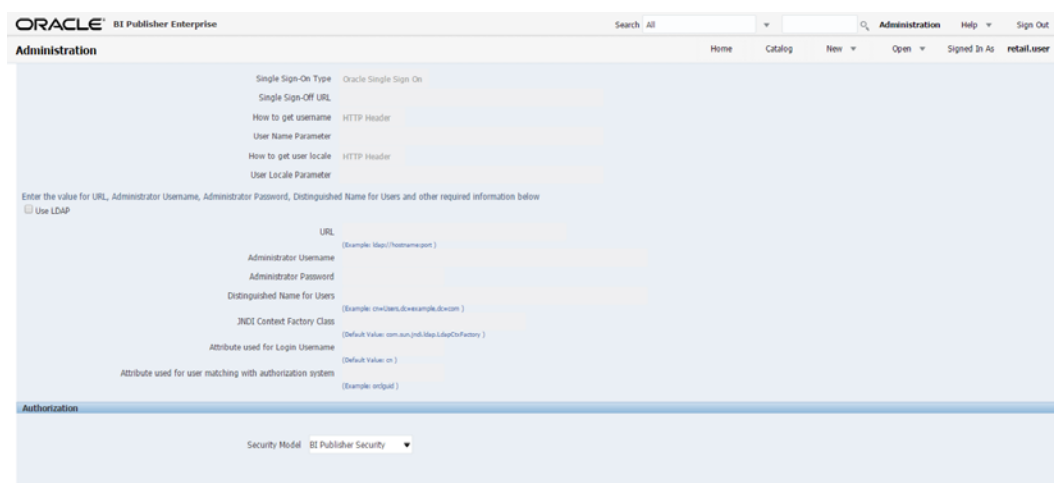 ORACLE® BI Publisher Enterprise Search All Administration Help Sign Out
Administration Home Catalog New Open Signed In As retail.user
Single Sign-On Type Oracle Single Sign On
Single Sign-Off URL
How to get username HTTP Header
User Name Parameter
How to get user locale HTTP Header
User Locale Parameter
Enter the value for URL, Administrator Username, Administrator Password, Distinguished Name for Users and other required information below
Use LDAP
URL
(Example: ldap://hostname:port )
Administrator Username
Administrator Password
Distinguished Name for Users
(Example: cn=Users,dc=example,dc=com )
JNDI Context Factory Class
(Default Value: com.sun.jndi.ldap.LdapCtxFactory )
Attribute used for Login Username
(Default Value: cn )
Attribute used for user matching with authorization system
(Example: orclguid )
Authorization
Security Model BI Publisher Security